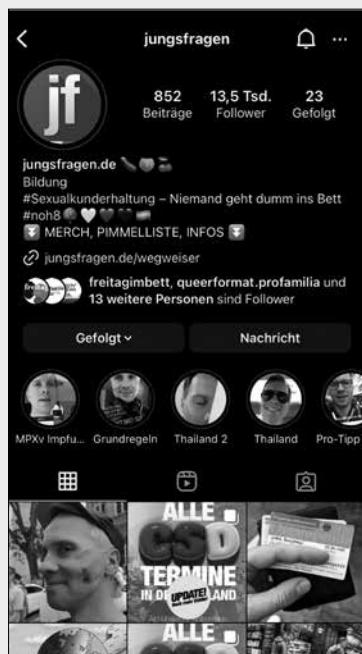 jungsfragen
jf
852 13,5 Tsd. 23
Beiträge Follower Gefolgt
jungsfragen.de
Bildung
#Sexualkunderhaltung – Niemand geht dumm ins Bett
#noh8
MERCH, PIMMELLISTE, INFOS
jungsfragen.de/wegweiser
freitagimbett, queerformat.profamilia und
13 weitere Personen sind Follower
Gefolgt Nachricht
MPXv Impfu... Grundregeln Thailand 2 Thailand Pro-Tipp
ALLE
CSD
TERMINE
UPDATE!
ALLE